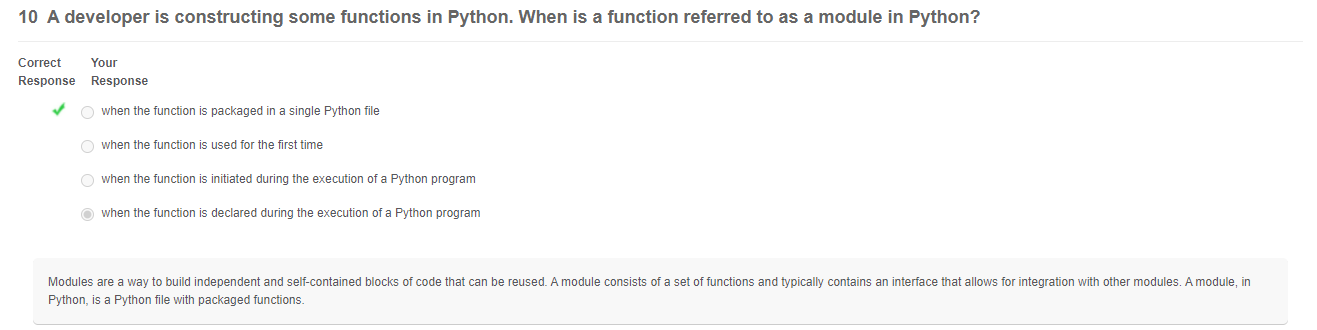 10 A developer is constructing some functions in Python. When is a function referred to as a module in Python?
Correct Your
Response Response
when the function is packaged in a single Python file
when the function is used for the first time
when the function is initiated during the execution of a Python program
when the function is declared during the execution of a Python program
Modules are a way to build independent and self-contained blocks of code that can be reused. A module consists of a set of functions and typically contains an interface that allows for integration with other modules. A module, in
Python, is a Python file with packaged functions.